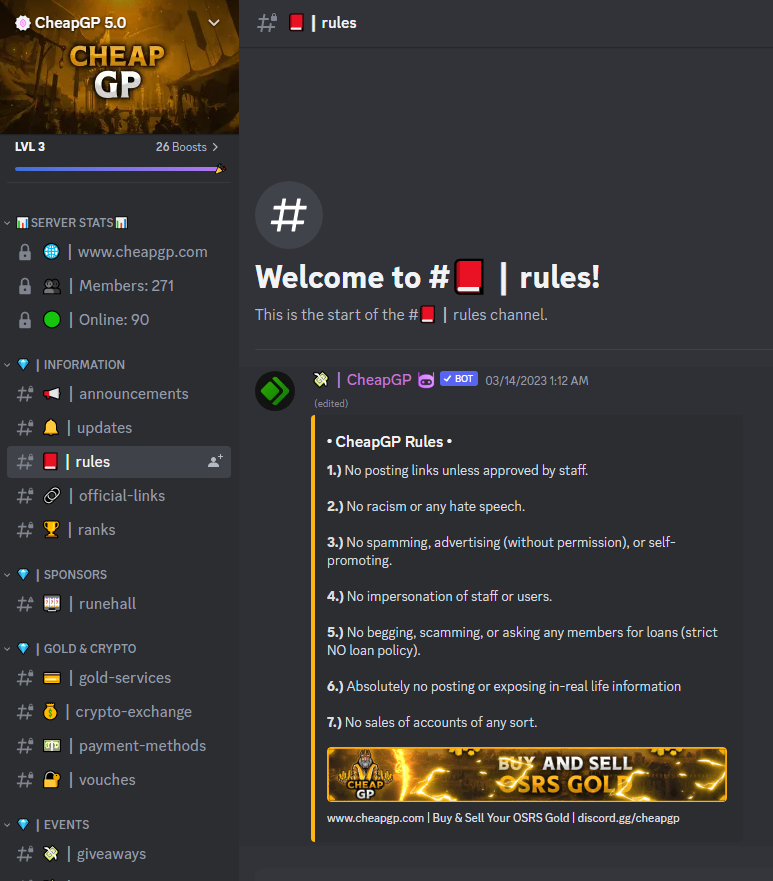 CheapGP 5.0
CHEAP
GP
LVL 3
26 Boosts
SERVER STATS
| www.cheapgp.com
| Members: 271
| Online: 90
| INFORMATION
| announcements
| updates
| rules
| official-links
| ranks
| SPONSORS
| runehall
| GOLD & CRYPTO
| gold-services
| crypto-exchange
| payment-methods
| vouches
| EVENTS
| giveaways
| rules
Welcome to # | rules!
This is the start of the # | rules channel.
| CheapGP BOT 03/14/2023 1:12 AM
(edited)
• CheapGP Rules •
1.) No posting links unless approved by staff.
2.) No racism or any hate speech.
3.) No spamming, advertising (without permission), or self-
promoting.
4.) No impersonation of staff or users.
5.) No begging, scamming, or asking any members for loans (strict
NO loan policy).
6.) Absolutely no posting or exposing in-real life information
7.) No sales of accounts of any sort.
CHEAP
GP
BUY AND SELL
OSRS GOLD
www.cheapgp.com | Buy & Sell Your OSRS Gold | discord.gg/cheapgp